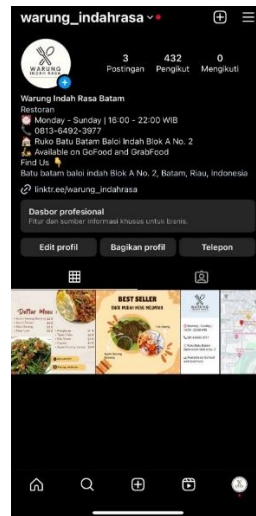 warung_indahrasa
WARUNG
INDAH RASA
3
Postingan
432
Pengikut
0
Mengikuti
Warung Indah Rasa Batam
Restoran
Monday - Sunday | 16:00 - 22:00 WIB
0813-6492-3977
Ruko Batu Batam Baloi Indah Blok A No. 2
Available on GoFood and GrabFood
Find Us
Batu batam baloi indah Blok A No. 2, Batam, Riau, Indonesia
linktr.ee/warung_indahrasa
Dasbor profesional
Fitur dan sumber informasi khusus untuk bisnis.
Edit profil
Bagikan profil
Telepon
Daftar Menu
BEST SELLER